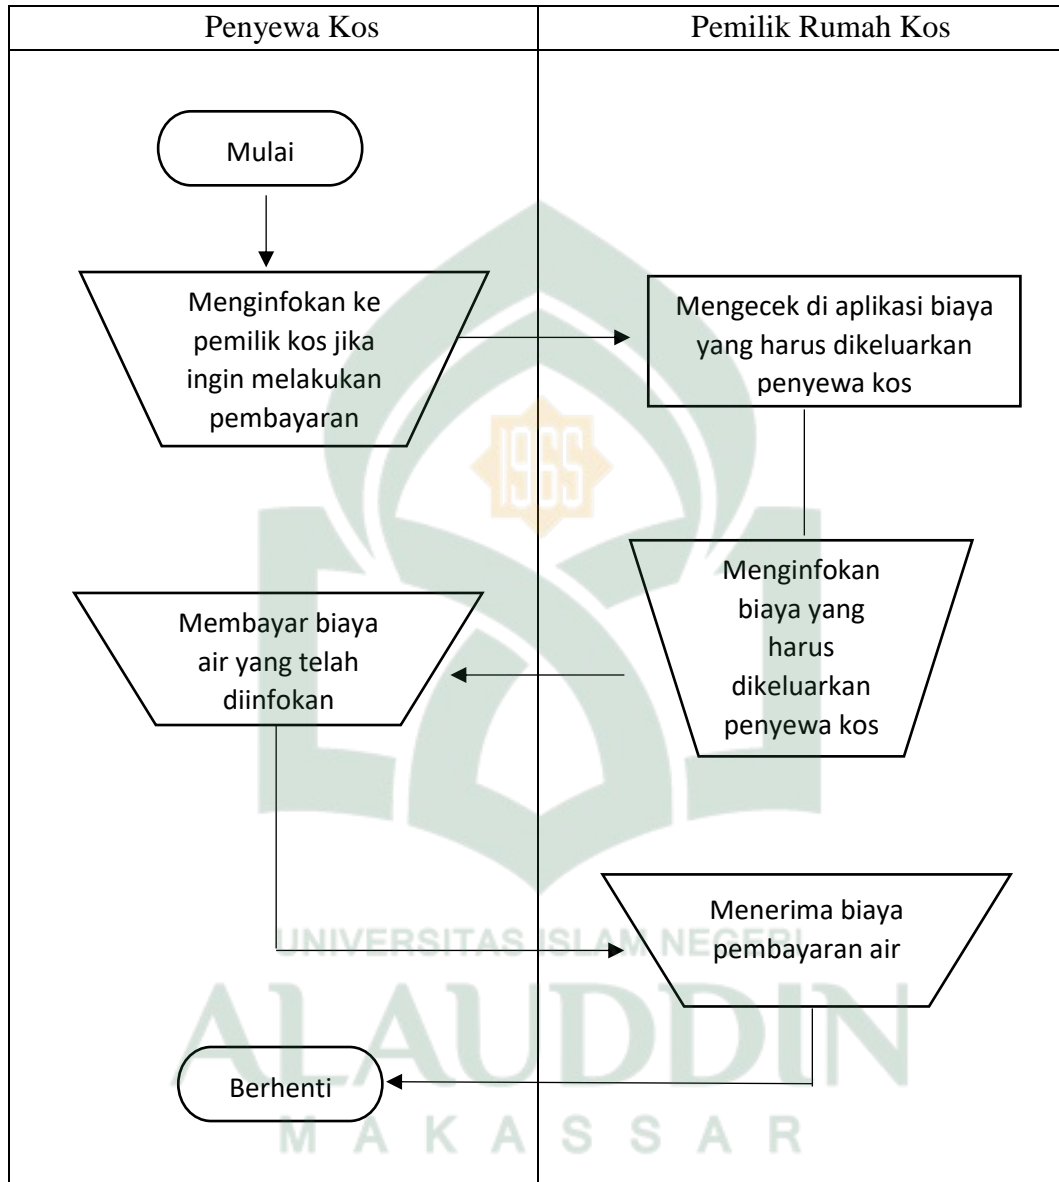 Penyewa Kos
Pemilik Rumah Kos
Mulai
Menginfokan ke
pemilik kos jika
ingin melakukan
pembayaran
Mengecek di aplikasi biaya
yang harus dikeluarkan
penyewa kos
1965
Menginfokan
biaya yang
harus
dikeluarkan
penyewa kos
Membayar biaya
air yang telah
diinfokan
Menerima biaya
pembayaran air
UNIVERSITAS ISLAM NEGERI
ALAUDDIN
MAKASSAR
Berhenti